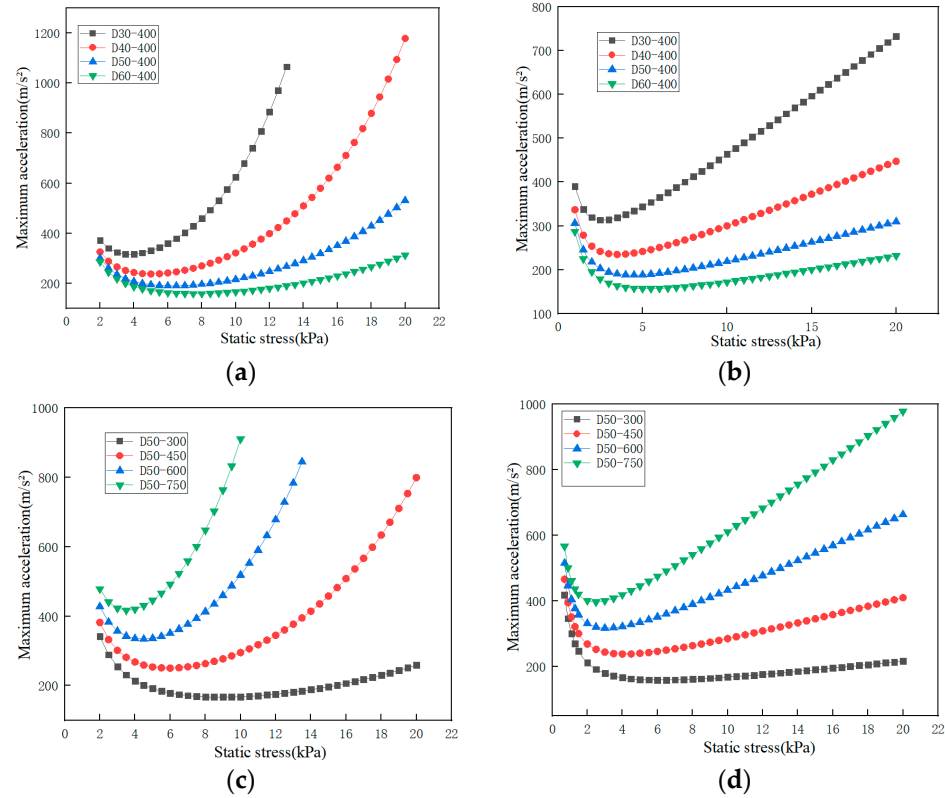 1200
1000
800
600
400
200
0 2 4 6 8 10 12 14 16 18 20 22
Maximum acceleration(m/s²)
Static stress(kPa)
D30-400
D40-400
D50-400
D60-400
(a)
800
700
600
500
400
300
200
100
0 5 10 15 20
Maximum acceleration(m/s²)
Static stress(kPa)
D30-400
D40-400
D50-400
D60-400
(b)
1000
800
600
400
200
0 2 4 6 8 10 12 14 16 18 20 22
Maximum acceleration(m/s²)
Static stress(kPa)
D50-300
D50-450
D50-600
D50-750
(c)
1000
800
600
400
200
0 2 4 6 8 10 12 14 16 18 20 22
Maximum acceleration(m/s²)
Static stress(kPa)
D50-300
D50-450
D50-600
D50-750
(d)